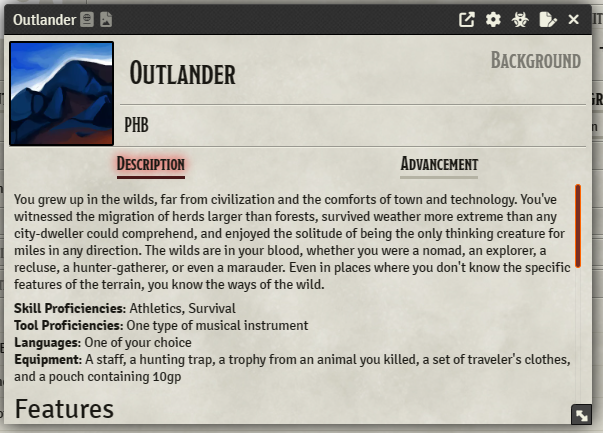 Outlander
Outlander
Background
PHB
Description
Advancement
You grew up in the wilds, far from civilization and the comforts of town and technology. You've
witnessed the migration of herds larger than forests, survived weather more extreme than any
city-dweller could comprehend, and enjoyed the solitude of being the only thinking creature for
miles in any direction. The wilds are in your blood, whether you were a nomad, an explorer, a
recluse, a hunter-gatherer, or even a marauder. Even in places where you don't know the specific
features of the terrain, you know the ways of the wild.
Skill Proficiencies: Athletics, Survival
Tool Proficiencies: One type of musical instrument
Languages: One of your choice
Equipment: A staff, a hunting trap, a trophy from an animal you killed, a set of traveler's clothes,
and a pouch containing 10gp
Features